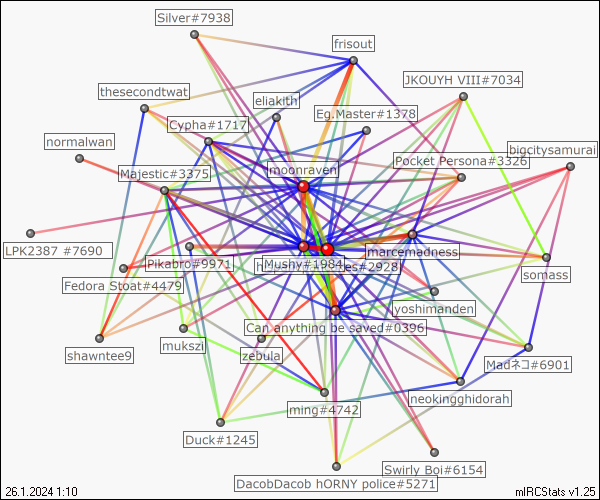 Silver#7938
frisout
JKOUYH VIII#7034
thesecondtwat
eliakith
Eg.Master#1378
Cypha#1717
normalwan
bigcitysamurai
Pocket Persona#3326
moonraven
Majestic#3375
LPK2387 #7690
marcemadness
Pikabro#9971
Mushy#1984
es#2928
somass
Fedora Stoat#4479
yoshimanden
Can anything be saved#0396
mukszi
zebula
shawntee9
Madネコ#6901
neokingghidorah
ming#4742
Duck#1245
Swirly Boi#6154
DacobDacob hORNY police#5271
26.1.2024 1:10
mIRCStats v1.25